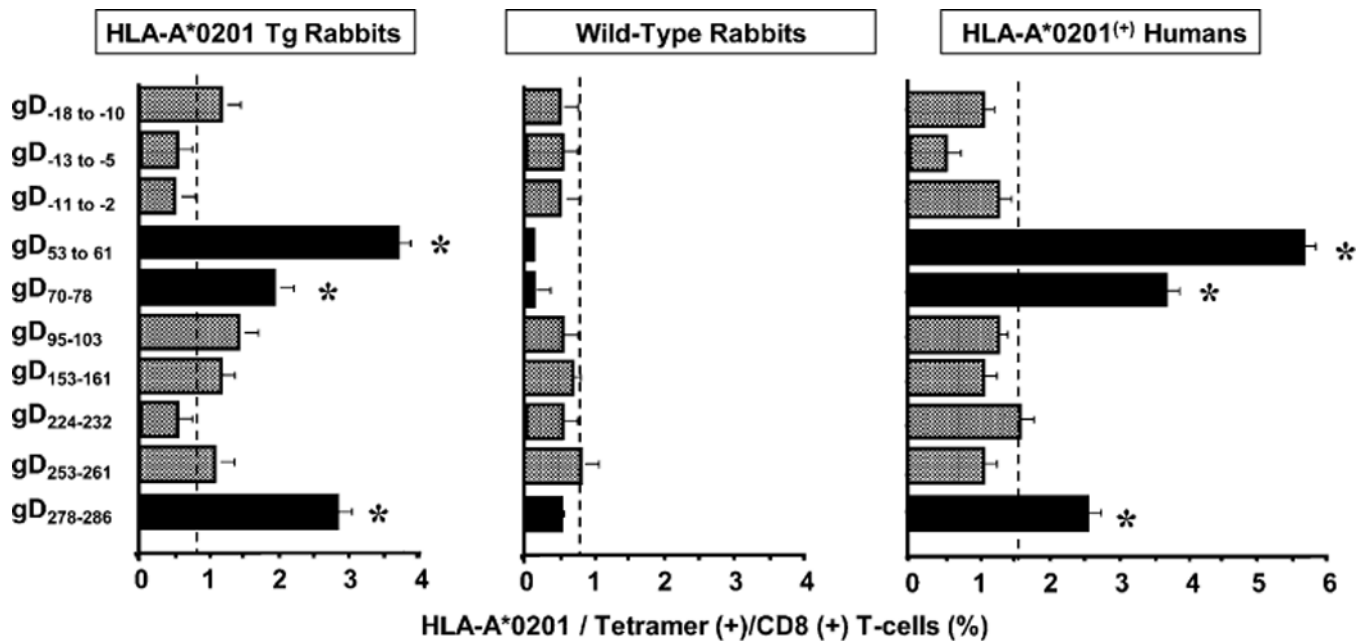 HLA-A*0201 Tg Rabbits
Wild-Type Rabbits
HLA-A*0201(+) Humans
gD-18 to -10
gD-13 to -5
gD-11 to -2
gD53 to 61
gD70-78
gD95-103
gD153-161
gD224-232
gD253-261
gD278-286
*
*
*
*
*
*
0 1 2 3 4
0 1 2 3 4
0 1 2 3 4 5 6
HLA-A*0201 / Tetramer (+)/CD8 (+) T-cells (%)